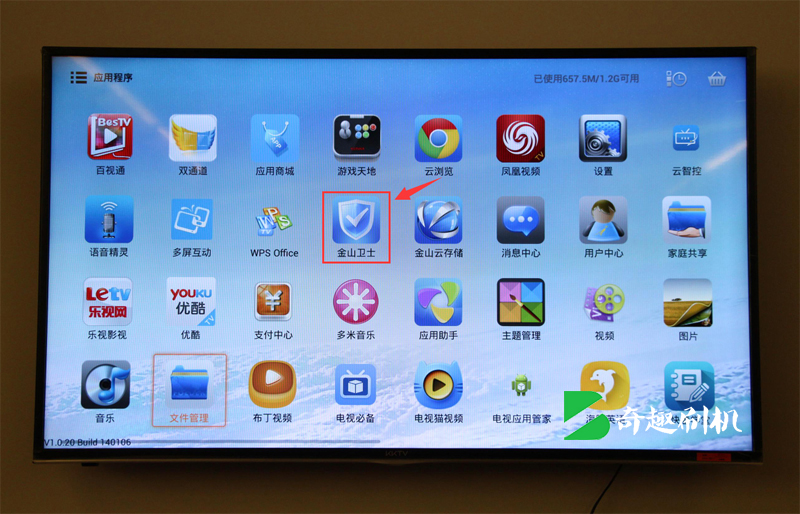 应用程序
已使用657.5M/1.2G可用
BesTV
百视通
双通道
APP
应用商城
游戏天地
云浏览
TV
凤凰视频
设置
云智控
语音精灵
多屏互动
WPS
WPS Office
金山卫士
金山云存储
消息中心
用户中心
家庭共享
Letv
乐视网
乐视影视
YOUKU
优酷
TV
优酷
支付中心
多米音乐
应用助手
主题管理
视频
图片
音乐
文件管理
布丁视频
电视必备
电视猫视频
电视应用管家
奇趣刷机
V1.0.20 Build 140106